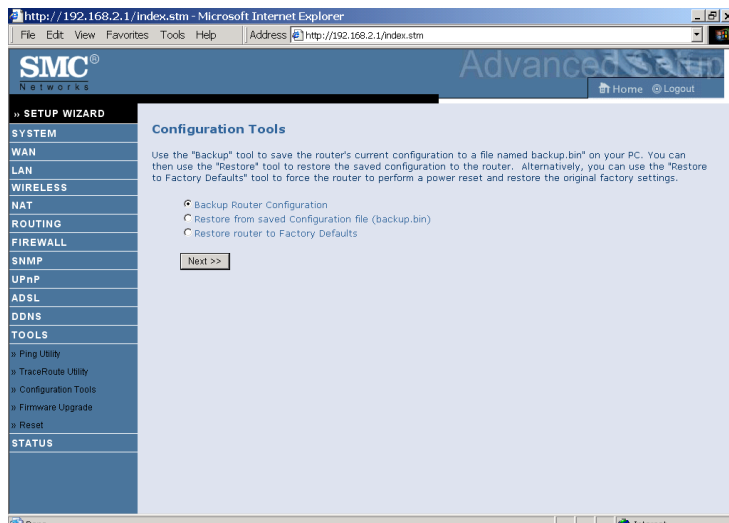 http://192.168.2.1/index.stm - Microsoft Internet Explorer
File Edit View Favorites Tools Help Address http://192.168.2.1/index.stm
SMC®
Networks
Advanced Setup
Home Logout
» SETUP WIZARD
SYSTEM
WAN
LAN
WIRELESS
NAT
ROUTING
FIREWALL
SNMP
UPnP
ADSL
DDNS
TOOLS
» Ping Utility
» TraceRoute Utility
» Configuration Tools
» Firmware Upgrade
» Reset
STATUS
Configuration Tools
Use the "Backup" tool to save the router's current configuration to a file named backup.bin" on your PC. You can
then use the "Restore" tool to restore the saved configuration to the router. Alternatively, you can use the "Restore
to Factory Defaults" tool to force the router to perform a power reset and restore the original factory settings.
Backup Router Configuration
Restore from saved Configuration file (backup.bin)
Restore router to Factory Defaults
Next >>